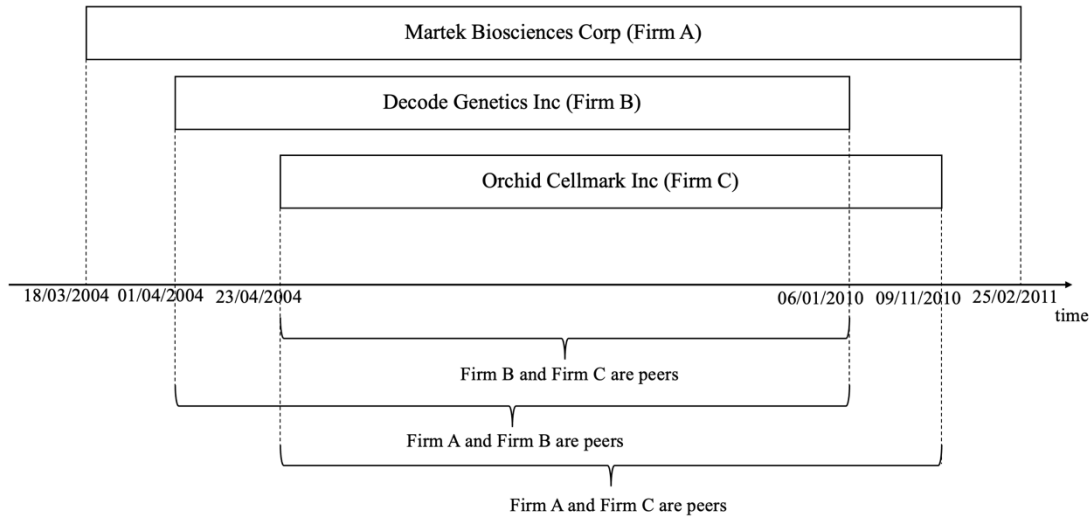 Martek Biosciences Corp (Firm A)
Decode Genetics Inc (Firm B)
Orchid Cellmark Inc (Firm C)
18/03/2004 01/04/2004 23/04/2004 06/01/2010 09/11/2010 25/02/2011
time
Firm B and Firm C are peers
Firm A and Firm B are peers
Firm A and Firm C are peers